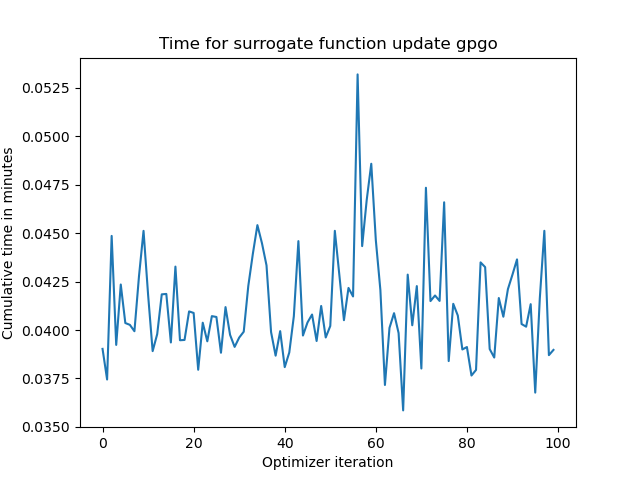 Time for surrogate function update gpgo
Cumulative time in minutes
0.0525
0.0500
0.0475
0.0450
0.0425
0.0400
0.0375
0.0350
0 20 40 60 80 100
Optimizer iteration